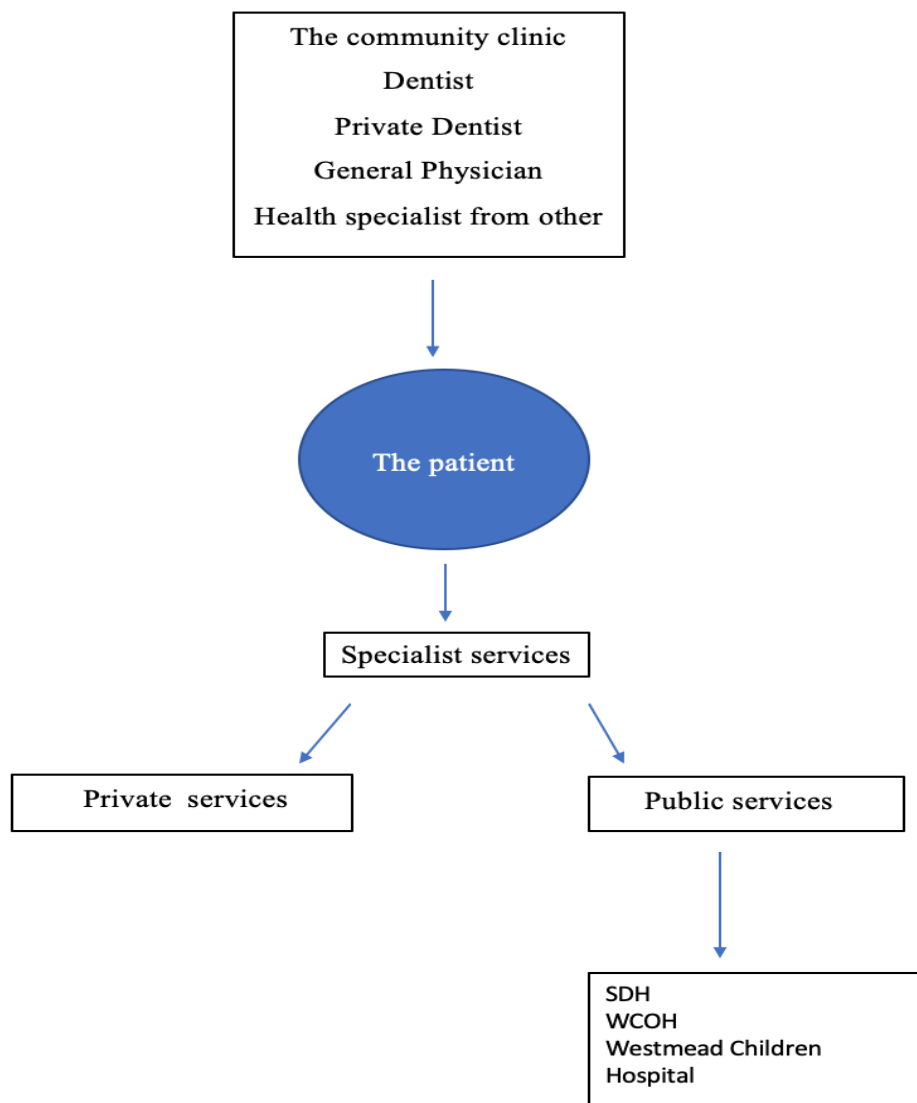 The community clinic
Dentist
Private Dentist
General Physician
Health specialist from other
The patient
Specialist services
Private services
Public services
SDH
WCOH
Westmead Children
Hospital